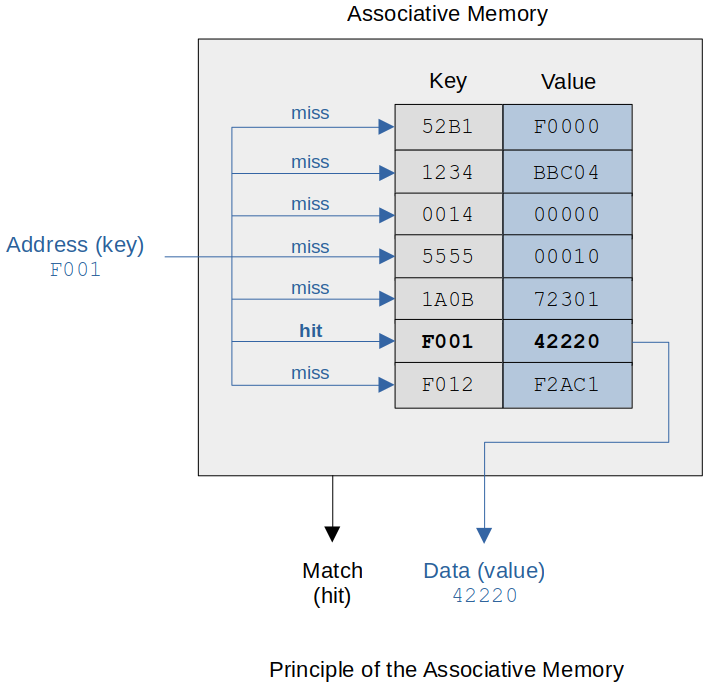 Associative Memory
Key Value
miss 52B1 F0000
miss 1234 BBC04
miss 0014 00000
Address (key)
F001
miss 5555 00010
miss 1A0B 72301
hit F001 42220
miss F012 F2AC1
Match
(hit)
Data (value)
42220
Principle of the Associative Memory